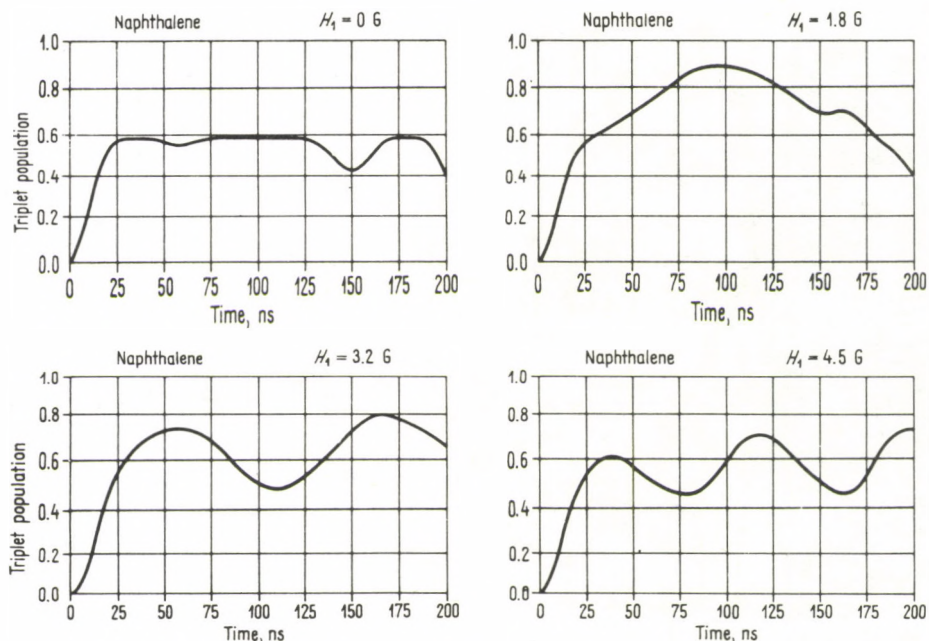 Naphthalene H₁ = 0 G
Triplet population
1.0
0.8
0.6
0.4
0.2
0.0
0 25 50 75 100 125 150 175 200
Time, ns
Naphthalene H₁ = 1.8 G
1.0
0.8
0.6
0.4
0.2
0.0
0 25 50 75 100 125 150 175 200
Time, ns
Naphthalene H₁ = 3.2 G
Triplet population
1.0
0.8
0.6
0.4
0.2
0.0
0 25 50 75 100 125 150 175 200
Time, ns
Naphthalene H₁ = 4.5 G
1.0
0.8
0.6
0.4
0.2
0.0
0 25 50 75 100 125 150 175 200
Time, ns